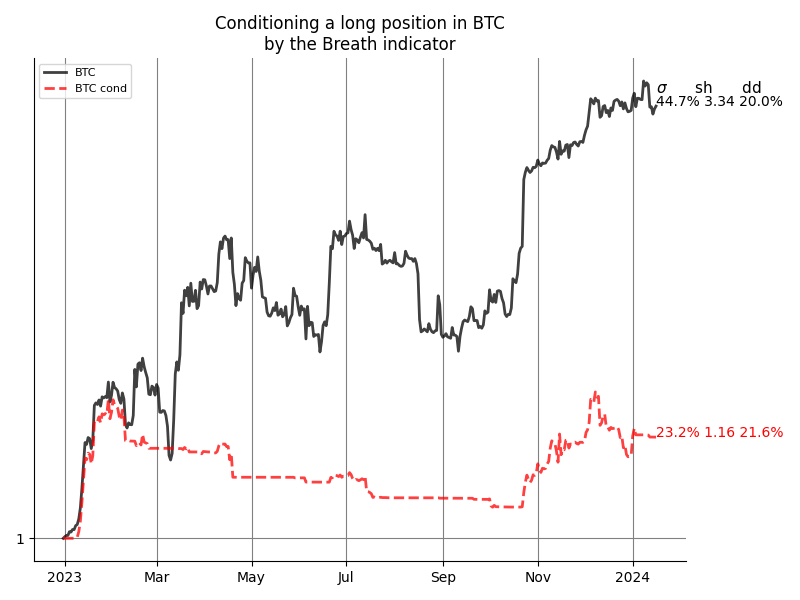 Conditioning a long position in BTC
by the Breath indicator
BTC
BTC cond
σ sh dd
44.7% 3.34 20.0%
23.2% 1.16 21.6%
1
2023 Mar May Jul Sep Nov 2024